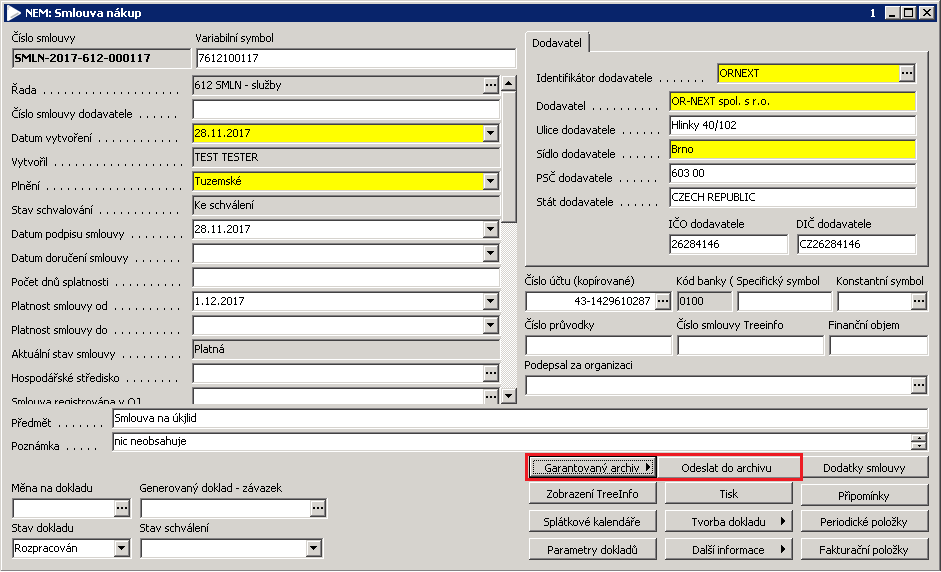 NEM: Smlouva nákup 1
Číslo smlouvy Variabilní symbol
SMLN-2017-612-000117 7612100117
Řada . . . . . . . . . . . . . . . . . . 612 SMLN - služby
Číslo smlouvy dodavatele . . . . . .
Datum vytvoření . . . . . . . . . . . 28.11.2017
Vytvořil . . . . . . . . . . . . . . . . . TEST TESTER
Plnění . . . . . . . . . . . . . . . . . . Tuzemské
Stav schvalování . . . . . . . . . . . Ke schválení
Datum podpisu smlouvy . . . . . . . 28.11.2017
Datum doručení smlouvy . . . . . . .
Počet dnů splatnosti . . . . . . . . .
Platnost smlouvy od . . . . . . . . . 1.12.2017
Platnost smlouvy do . . . . . . . . .
Aktuální stav smlouvy . . . . . . . . Platná
Hospodářské středisko . . . . . . . .
Smlouva registrována v OJ
Dodavatel
Identifikátor dodavatele . . . . . . . ORNEXT
Dodavatel . . . . . . . . . . OR-NEXT spol. s r.o.
Ulice dodavatele . . . . . . Hlinky 40/102
Sídlo dodavatele . . . . . . Brno
PSČ dodavatele . . . . . . 603 00
Stát dodavatele . . . . . . CZECH REPUBLIC
IČO dodavatele DIČ dodavatele
26284146 CZ26284146
Číslo účtu (kopírované) Kód banky ( Specifický symbol Konstantní symbol
43-1429610287 0100
Číslo průvodky Číslo smlouvy Treeinfo Finanční objem
Podepsal za organizaci
Předmět . . . . . . Smlouva na úkjlid
Poznámka . . . . . nic neobsahuje
Garantovaný archiv Odeslat do archivu Dodatky smlouvy
Měna na dokladu Generovaný doklad - závazek
Zobrazení TreeInfo Tisk Připomínky
Stav dokladu Stav schválení
Splátkové kalendáře Tvorba dokladu Periodické položky
Rozpracován
Parametry dokladů Další informace Fakturační položky